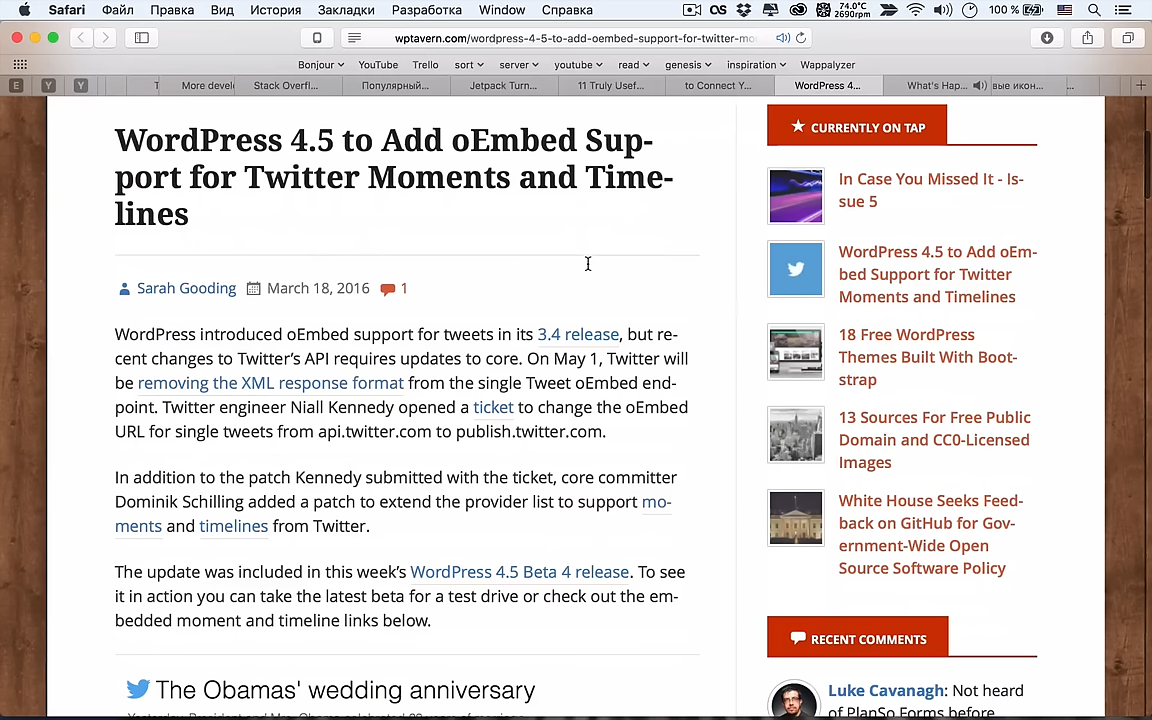 Safari Файл Правка Вид История Закладки Разработка Window Справка
74.0°C
2690rpm
100 %
wptavern.com/wordpress-4-5-to-add-oembed-support-for-twitter-mo
Bonjour YouTube Trello sort server youtube read genesis inspiration Wappalyzer
E Y Y T More devel Stack Overfl... Популярный... Jetpack Turn... 11 Truly Usef... to Connect Y... WordPress 4... What's Hap... вые икон... ...
WordPress 4.5 to Add oEmbed Sup-
port for Twitter Moments and Time-
lines
Sarah Gooding March 18, 2016 1
WordPress introduced oEmbed support for tweets in its 3.4 release, but re-
cent changes to Twitter's API requires updates to core. On May 1, Twitter will
be removing the XML response format from the single Tweet oEmbed end-
point. Twitter engineer Niall Kennedy opened a ticket to change the oEmbed
URL for single tweets from api.twitter.com to publish.twitter.com.
In addition to the patch Kennedy submitted with the ticket, core committer
Dominik Schilling added a patch to extend the provider list to support mo-
ments and timelines from Twitter.
The update was included in this week's WordPress 4.5 Beta 4 release. To see
it in action you can take the latest beta for a test drive or check out the em-
bedded moment and timeline links below.
The Obamas' wedding anniversary
CURRENTLY ON TAP
In Case You Missed It - Is-
sue 5
WordPress 4.5 to Add oEm-
bed Support for Twitter
Moments and Timelines
18 Free WordPress
Themes Built With Boot-
strap
13 Sources For Free Public
Domain and CC0-Licensed
Images
White House Seeks Feed-
back on GitHub for Gov-
ernment-Wide Open
Source Software Policy
RECENT COMMENTS
Luke Cavanagh: Not heard
of PlanSo Forms before